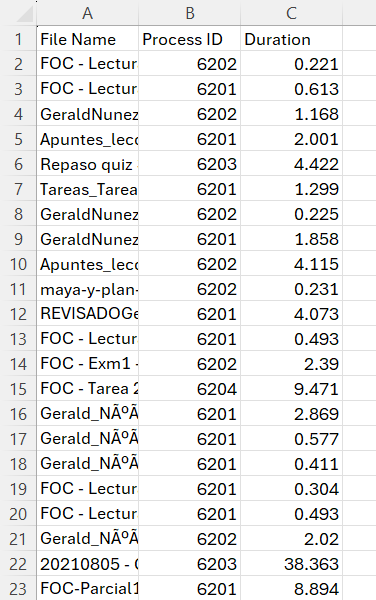 A B C
1 File Name Process ID Duration
2 FOC - Lectur 6202 0.221
3 FOC - Lectur 6201 0.613
4 GeraldNunez 6202 1.168
5 Apuntes_lecc 6201 2.001
6 Repaso quiz 6203 4.422
7 Tareas_Tarea 6201 1.299
8 GeraldNunez 6202 0.225
9 GeraldNunez 6201 1.858
10 Apuntes_lecc 6202 4.115
11 maya-y-plan- 6202 0.231
12 REVISADOGe 6201 4.073
13 FOC - Lectur 6201 0.493
14 FOC - Exm1 - 6202 2.39
15 FOC - Tarea 2 6204 9.471
16 Gerald_NÃºÃ 6201 2.869
17 Gerald_NÃºÃ 6201 0.577
18 Gerald_NÃºÃ 6201 0.411
19 FOC - Lectur 6201 0.304
20 FOC - Lectur 6201 0.493
21 Gerald_NÃºÃ 6202 2.02
22 20210805 - C 6203 38.363
23 FOC-Parcial1 6201 8.894